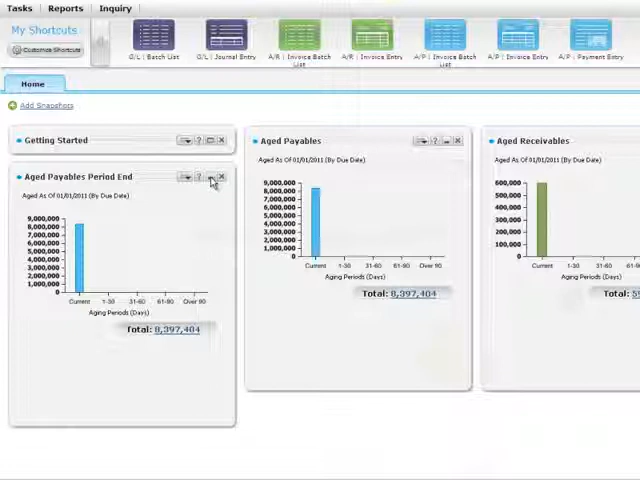 Tasks Reports Inquiry
My Shortcuts
Customize Shortcuts
G/L | Batch List
G/L | Journal Entry
A/R | Invoice Batch List
A/R | Invoice Entry
A/P | Invoice Batch List
A/P | Invoice Entry
A/P | Payment Entry
Home
Add Snapshots
Getting Started
?
Aged Payables Period End
?
Aged As Of 01/01/2011 (By Due Date)
9,000,000
8,000,000
7,000,000
6,000,000
5,000,000
4,000,000
3,000,000
2,000,000
1,000,000
0
Current 1-30 31-60 61-90 Over 90
Aging Periods (Days)
Total: 8,397,404
Aged Payables
?
Aged As Of 01/01/2011 (By Due Date)
9,000,000
8,000,000
7,000,000
6,000,000
5,000,000
4,000,000
3,000,000
2,000,000
1,000,000
0
Current 1-30 31-60 61-90 Over 90
Aging Periods (Days)
Total: 8,397,404
Aged Receivables
Aged As Of 01/01/2011 (By Due Date)
600,000
500,000
400,000
300,000
200,000
100,000
0
Current 1-30 31-60 61-
Aging Periods (Days)
Total: 59